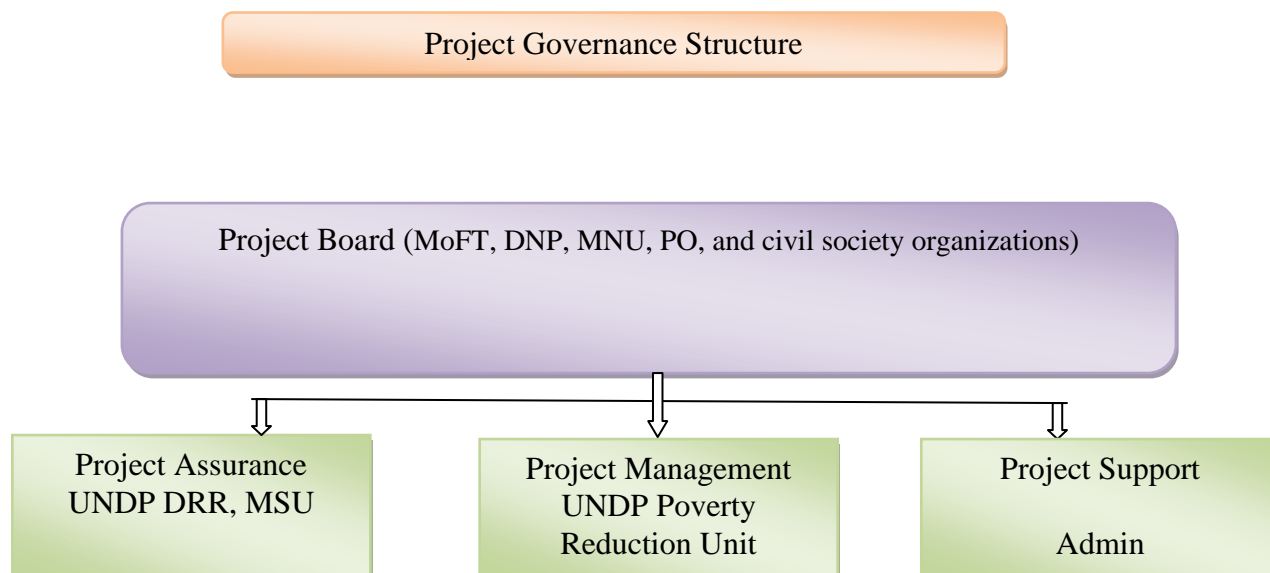 Project Governance Structure
Project Board (MoFT, DNP, MNU, PO, and civil society organizations)
Project Assurance
UNDP DRR, MSU
Project Management
UNDP Poverty
Reduction Unit
Project Support
Admin